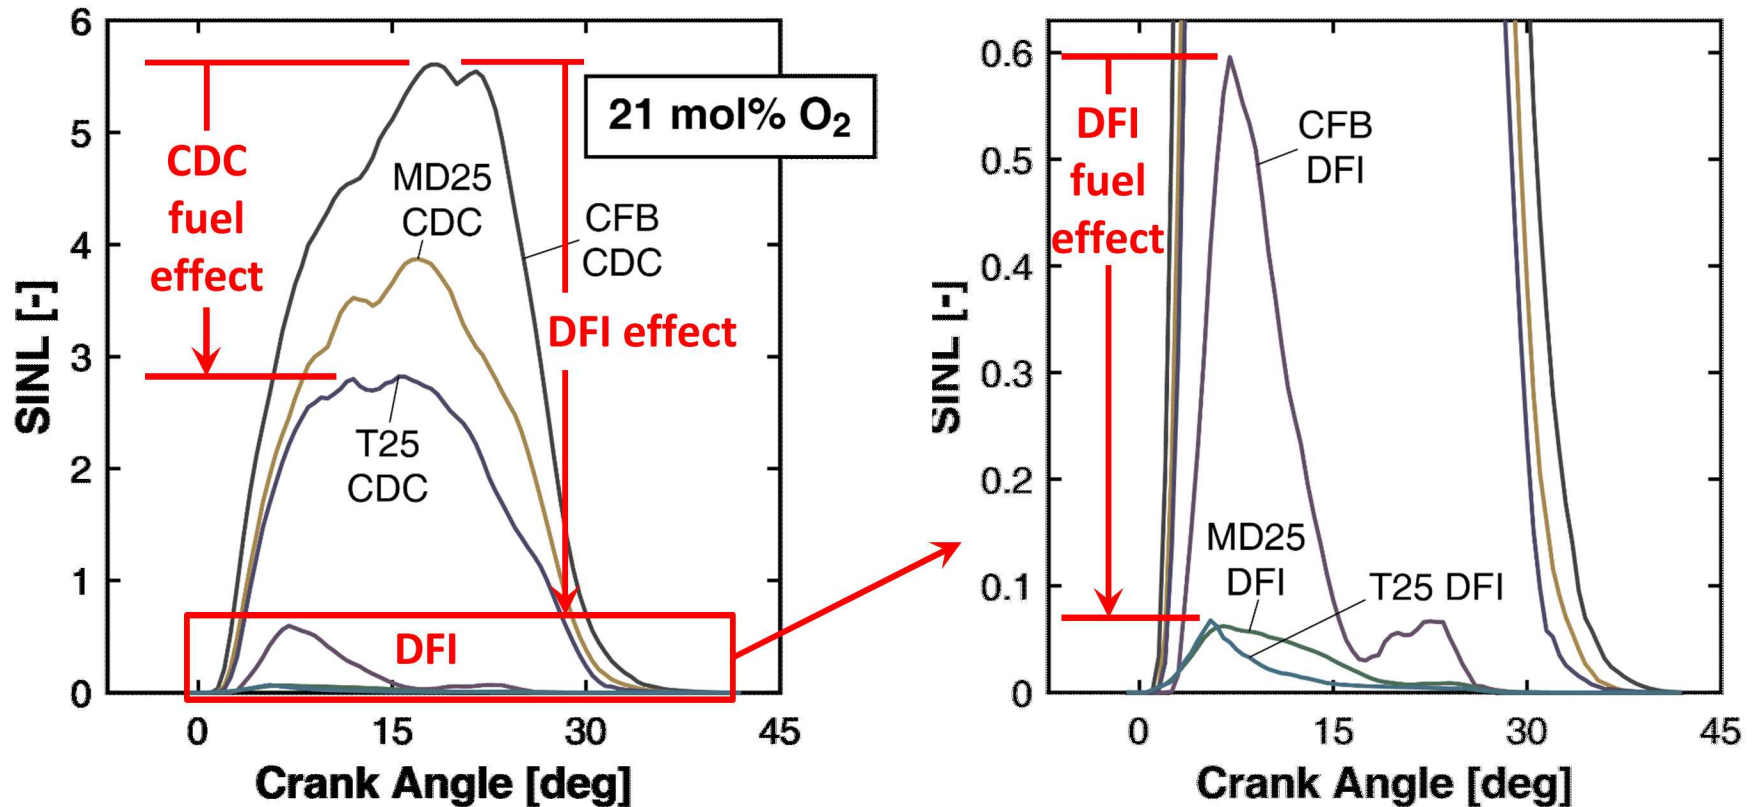 6
5
4
3
2
1
0
SINL [-]
CDC
fuel
effect
MD25
CDC
T25
CDC
CFB
CDC
DFI effect
21 mol% O₂
DFI
0
15
30
45
Crank Angle [deg]
0.6
0.5
0.4
0.3
0.2
0.1
0
SINL [-]
DFI
fuel
effect
CFB
DFI
MD25
DFI
T25 DFI
0
15
30
45
Crank Angle [deg]